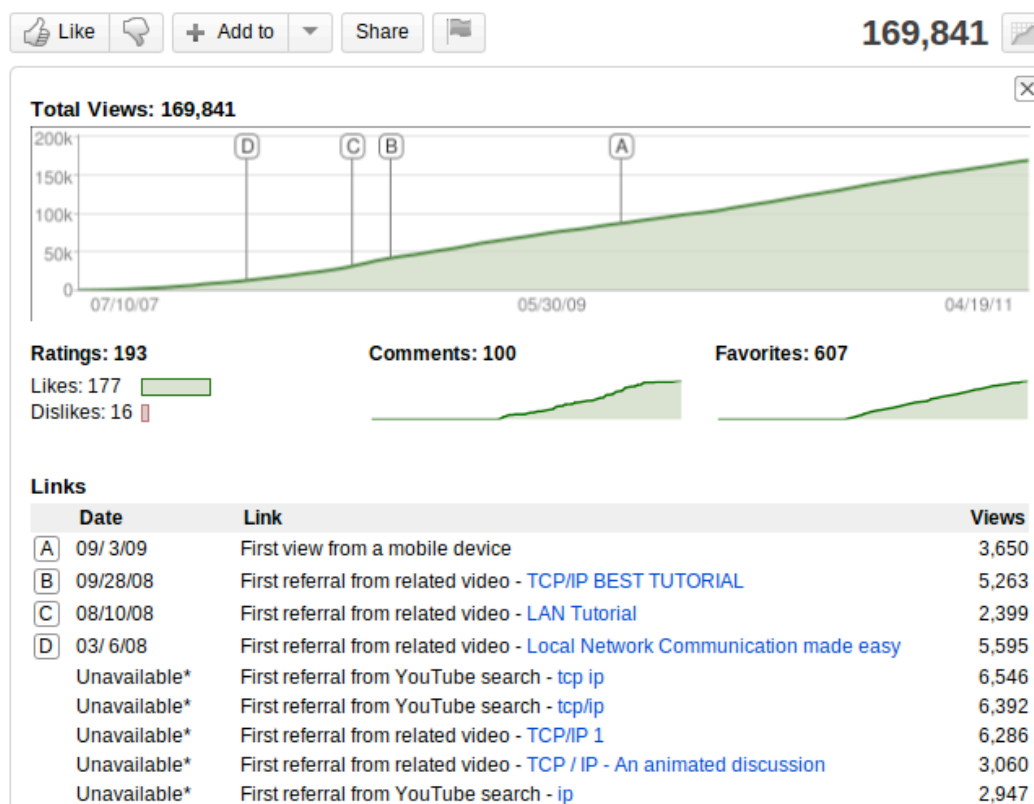 Like Add to Share 169,841
Total Views: 169,841
200k
D C B A
150k
100k
50k
0
07/10/07 05/30/09 04/19/11
Ratings: 193 Comments: 100 Favorites: 607
Likes: 177
Dislikes: 16
Links
Date Link Views
A 09/ 3/09 First view from a mobile device 3,650
B 09/28/08 First referral from related video - TCP/IP BEST TUTORIAL 5,263
C 08/10/08 First referral from related video - LAN Tutorial 2,399
D 03/ 6/08 First referral from related video - Local Network Communication made easy 5,595
Unavailable* First referral from YouTube search - tcp ip 6,546
Unavailable* First referral from YouTube search - tcp/ip 6,392
Unavailable* First referral from related video - TCP/IP 1 6,286
Unavailable* First referral from related video - TCP / IP - An animated discussion 3,060
Unavailable* First referral from YouTube search - ip 2,947